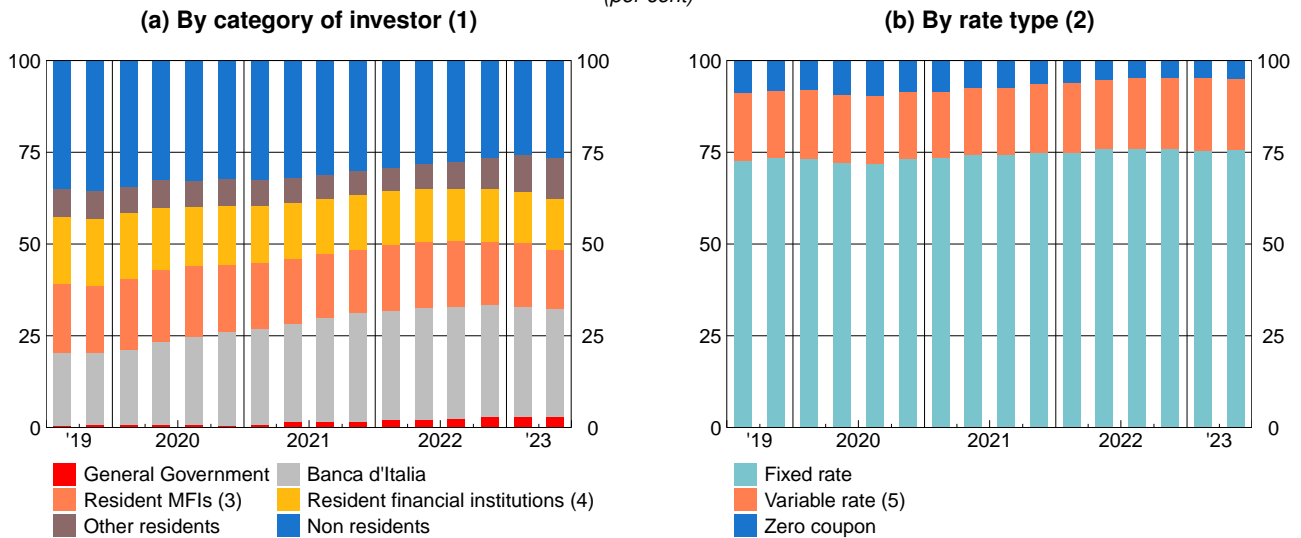 (per cent)
(a) By category of investor (1)
100
75
50
25
0
100
75
50
25
0
'19 2020 2021 2022 '23
General Government
Banca d'Italia
Resident MFIs (3)
Resident financial institutions (4)
Other residents
Non residents
(b) By rate type (2)
100
75
50
25
0
100
75
50
25
0
'19 2020 2021 2022 '23
Fixed rate
Variable rate (5)
Zero coupon